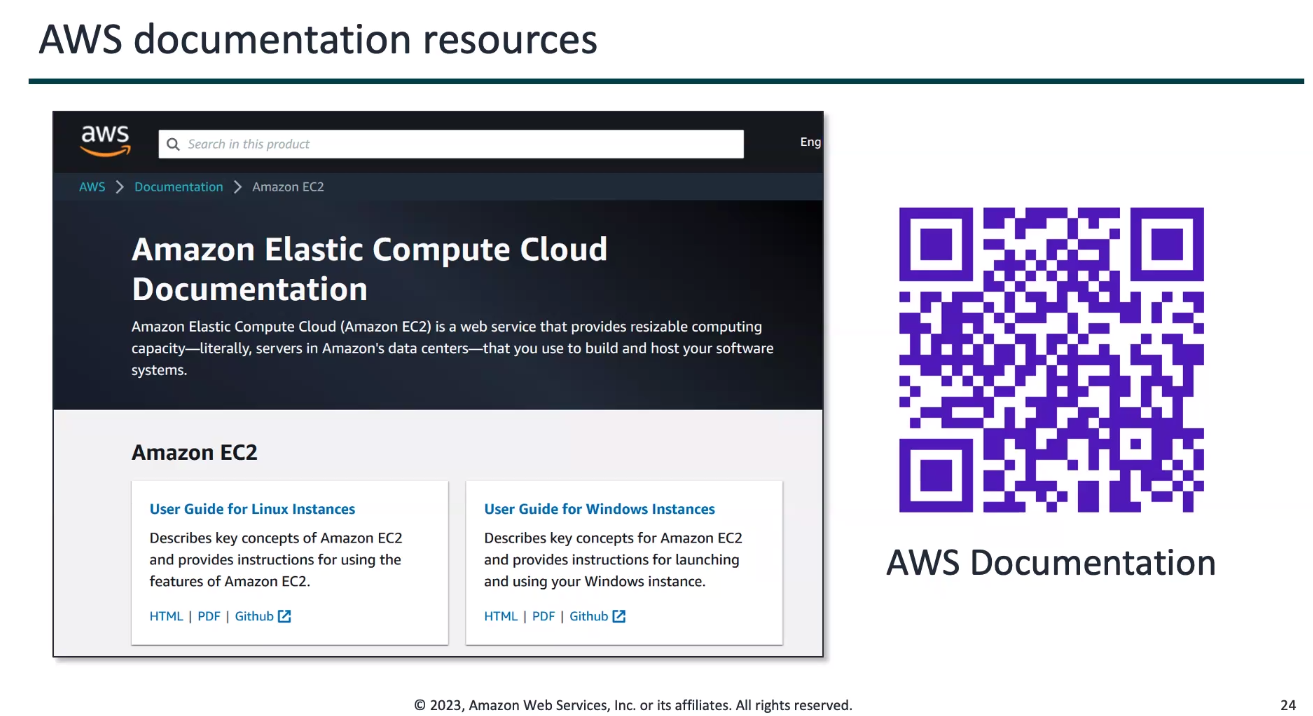 AWS documentation resources
aws
Search in this product
Eng
AWS > Documentation > Amazon EC2
Amazon Elastic Compute Cloud
Documentation
Amazon Elastic Compute Cloud (Amazon EC2) is a web service that provides resizable computing
capacity—literally, servers in Amazon's data centers—that you use to build and host your software
systems.
Amazon EC2
User Guide for Linux Instances
Describes key concepts of Amazon EC2
and provides instructions for using the
features of Amazon EC2.
HTML | PDF | Github
User Guide for Windows Instances
Describes key concepts for Amazon EC2
and provides instructions for launching
and using your Windows instance.
HTML | PDF | Github
AWS Documentation
© 2023, Amazon Web Services, Inc. or its affiliates. All rights reserved.
24